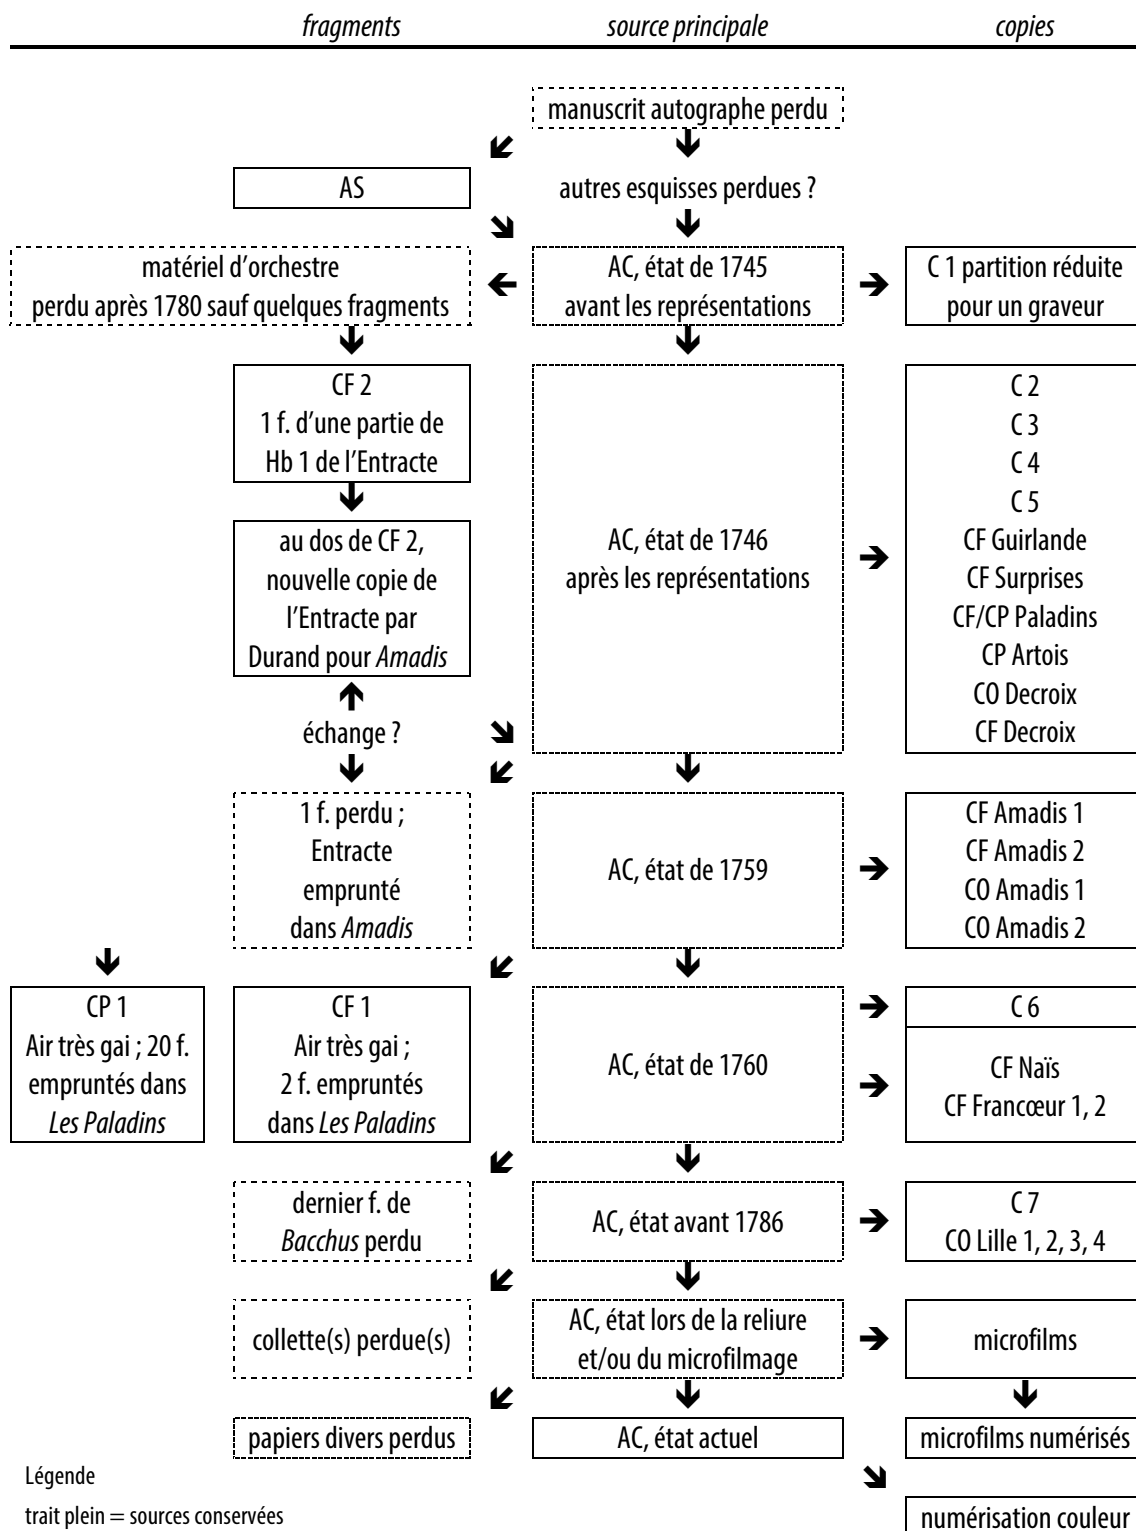 fragments
source principale
copies
manuscrit autographe perdu
AS
autres esquisses perdues ?
matériel d'orchestre
perdu après 1780 sauf quelques fragments
AC, état de 1745
avant les représentations
C 1 partition réduite
pour un graveur
CF 2
1 f. d'une partie de
Hb 1 de l'Entracte
au dos de CF 2,
nouvelle copie de
l'Entracte par
Durand pour Amadis
échange ?
AC, état de 1746
après les représentations
C 2
C 3
C 4
C 5
CF Guirlande
CF Surprises
CF/CP Paladins
CP Artois
CO Decroix
CF Decroix
1 f. perdu ;
Entracte
emprunté
dans Amadis
AC, état de 1759
CF Amadis 1
CF Amadis 2
CO Amadis 1
CO Amadis 2
CP 1
Air très gai ; 20 f.
empruntés dans
Les Paladins
CF 1
Air très gai ;
2 f. empruntés
dans Les Paladins
AC, état de 1760
C 6
CF Naïs
CF Francœur 1, 2
dernier f. de
Bacchus perdu
AC, état avant 1786
C 7
CO Lille 1, 2, 3, 4
collette(s) perdue(s)
AC, état lors de la reliure
et/ou du microfilmage
microfilms
papiers divers perdus
AC, état actuel
microfilms numérisés
Légende
trait plein = sources conservées
numérisation couleur